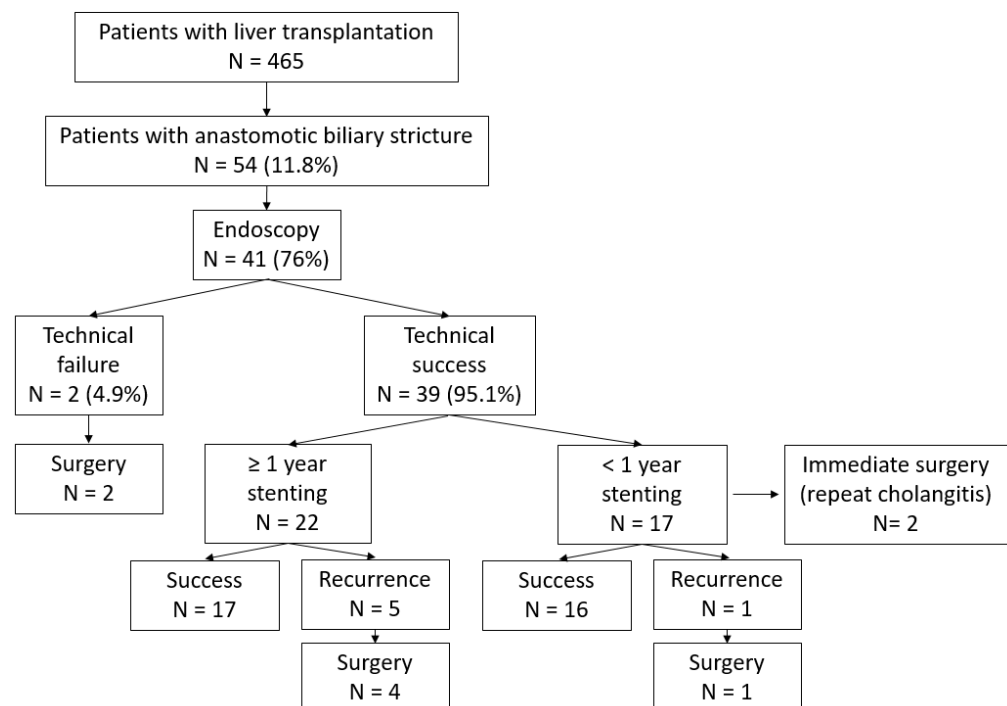 Patients with liver transplantation
N = 465
Patients with anastomotic biliary stricture
N = 54 (11.8%)
Endoscopy
N = 41 (76%)
Technical
failure
N = 2 (4.9%)
Technical
success
N = 39 (95.1%)
Surgery
N = 2
≥ 1 year
stenting
N = 22
< 1 year
stenting
N = 17
Immediate surgery
(repeat cholangitis)
N= 2
Success
N = 17
Recurrence
N = 5
Success
N = 16
Recurrence
N = 1
Surgery
N = 4
Surgery
N = 1